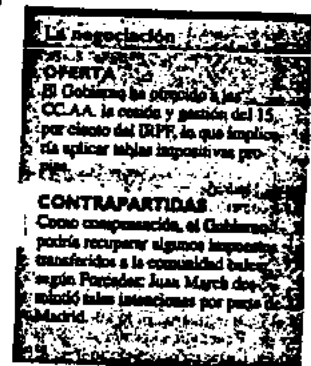 La negociación
OFERTA
El Gobierno ha ofrecido a las
CC.AA. la cesión y gestión del 15
por ciento del IRPF, lo que implica-
ría aplicar tablas impositivas pro-
pias.
CONTRAPARTIDAS
Como compensación, el Gobierno
podría recuperar algunos impuestos
transferidos a la comunidad balear
según Forcades; Juan March des-
mintió tales intenciones por parte de
Madrid.